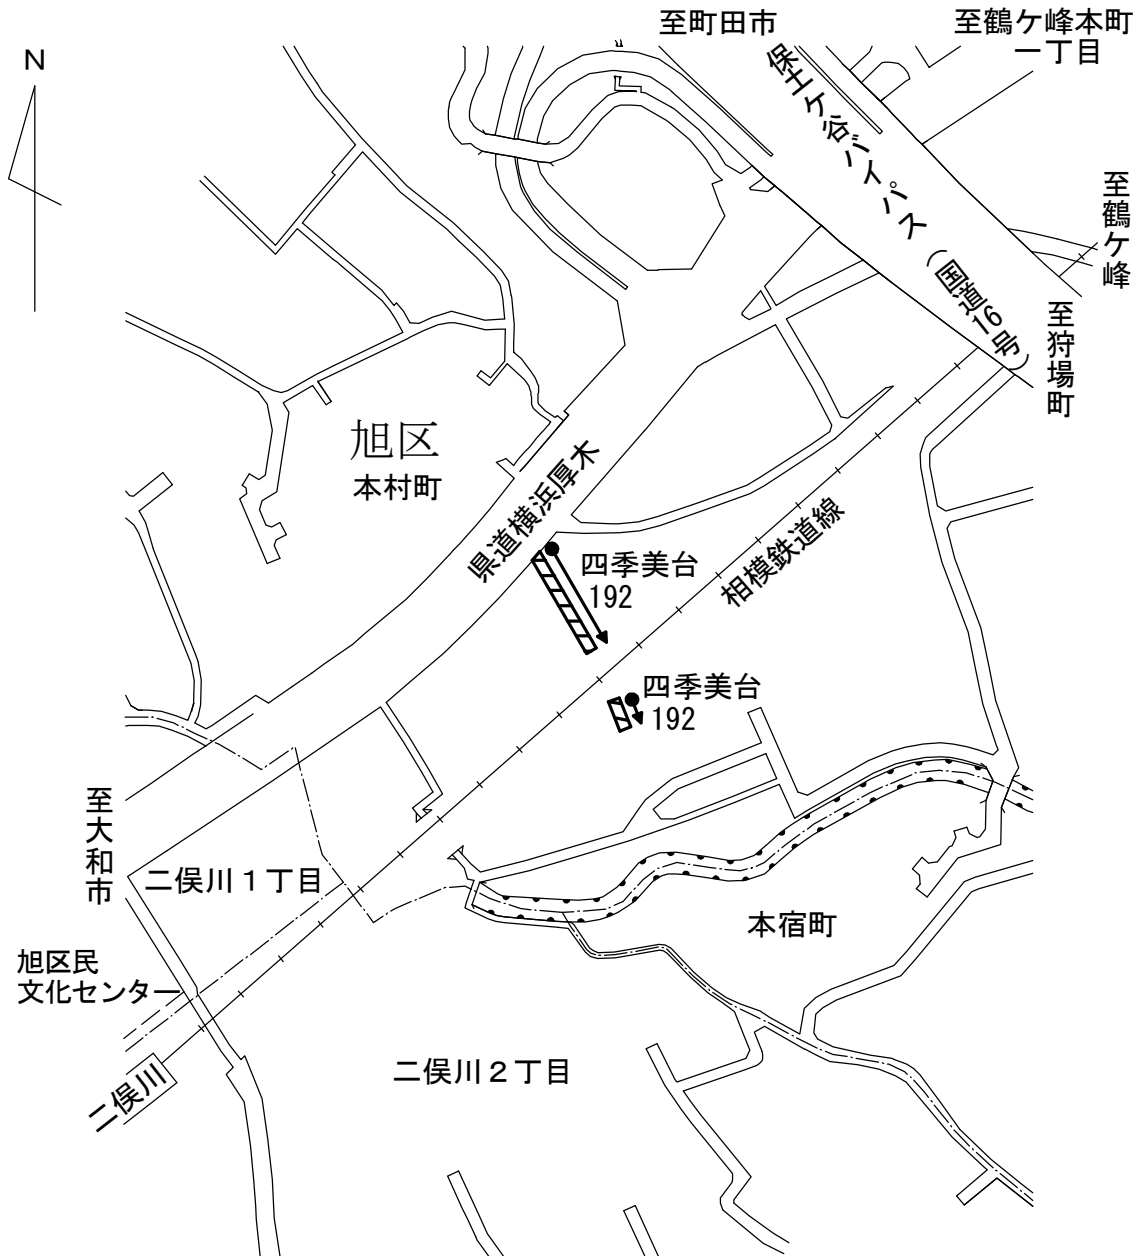 至町田市
至鶴ケ峰本町
一丁目
N
保土ケ谷バイパス（国道16号）
至鶴ケ峰
至狩場町
旭区
本村町
県道横浜厚木
四季美台
192
相模鉄道線
四季美台
192
至大和市
二俣川１丁目
本宿町
旭区民
文化センター
二俣川
二俣川２丁目